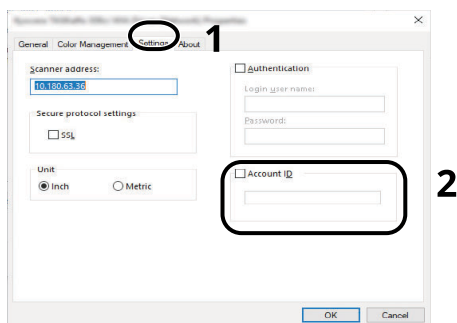 General Color Management Settings About
1
Scanner address:
10.180.63.36
Secure protocol settings
SSL
Unit
Inch Metric
Authentication
Login user name:
Password:
Account ID
2
OK Cancel